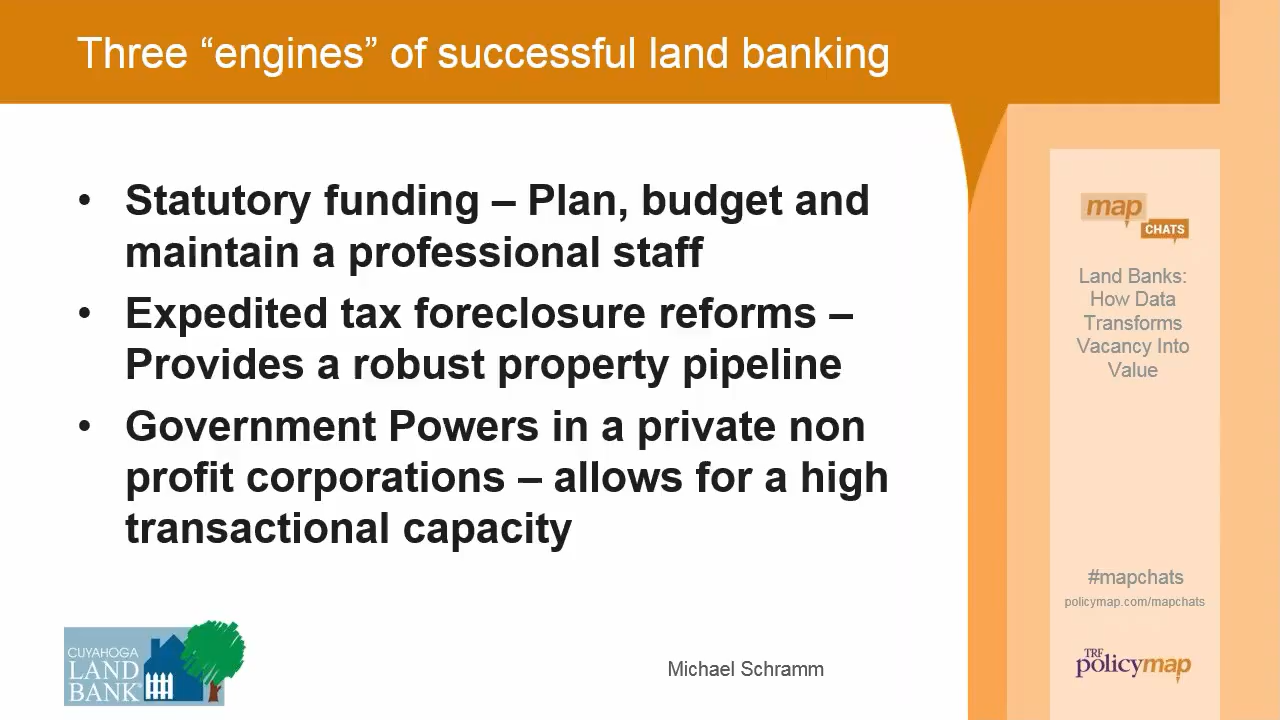 Three “engines” of successful land banking
• Statutory funding – Plan, budget and
maintain a professional staff
• Expedited tax foreclosure reforms –
Provides a robust property pipeline
• Government Powers in a private non
profit corporations – allows for a high
transactional capacity
CUYAHOGA
LAND
BANK
Michael Schramm
map
CHATS
Land Banks:
How Data
Transforms
Vacancy Into
Value
#mapchats
policymap.com/mapchats
TRF
policymap